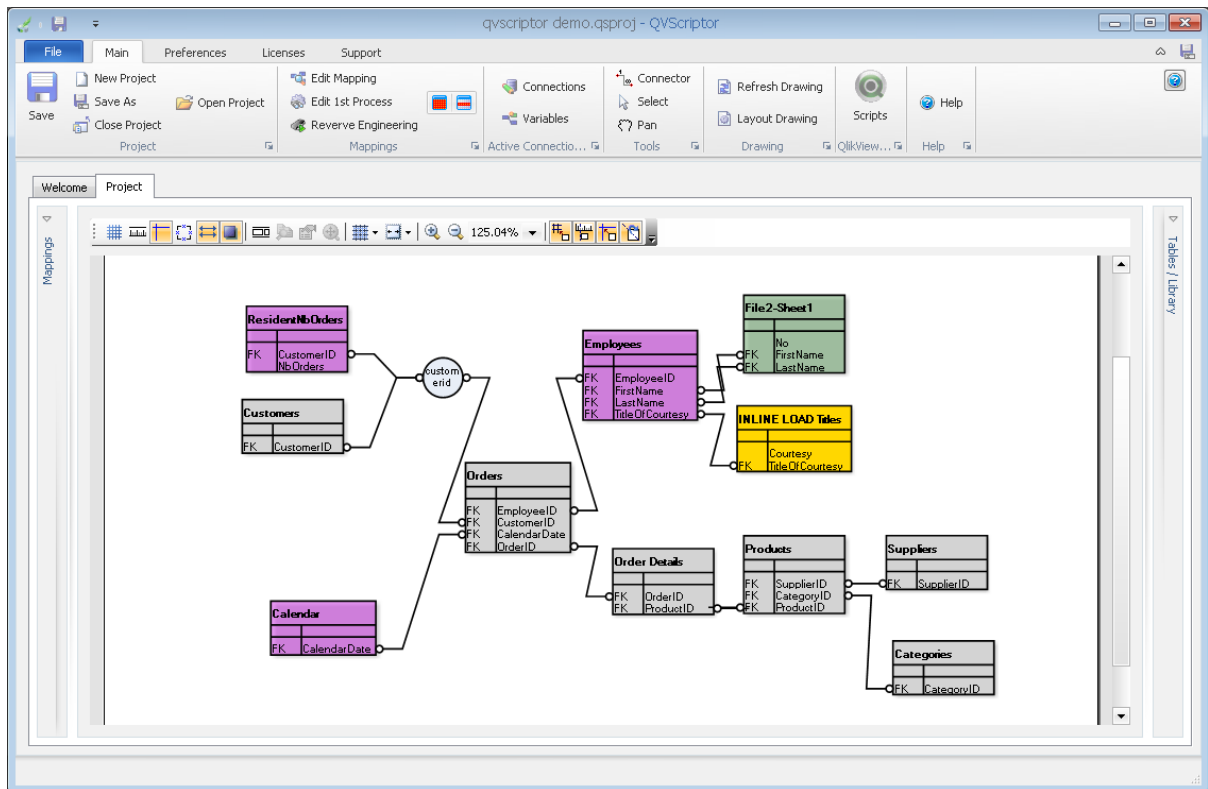 qvscriptor demo.qsproj - QVScriptor
File Main Preferences Licenses Support
Save
New Project
Save As
Close Project
Open Project
Project
Edit Mapping
Edit 1st Process
Reverve Engineering
Mappings
Connections
Variables
Active Connectio...
Connector
Select
Pan
Tools
Refresh Drawing
Layout Drawing
Drawing
Scripts
QlikView...
Help
Help
Welcome Project
Mappings
125.04%
Tables / Library
ResidentNbOrders
FK CustomerID
NbOrders
Customers
FK CustomerID
custom
erid
Employees
FK EmployeeID
FK FirstName
FK LastName
FK TitleOfCourtesy
File2-Sheet1
No
FK FirstName
FK LastName
INLINE LOAD Titles
Courtesy
FK TitleOfCourtesy
Orders
FK EmployeeID
FK CustomerID
FK CalendarDate
FK OrderID
Order Details
FK OrderID
FK ProductID
Products
FK SupplierID
FK CategoryID
FK ProductID
Suppliers
FK SupplierID
Calendar
FK CalendarDate
Categories
FK CategoryID